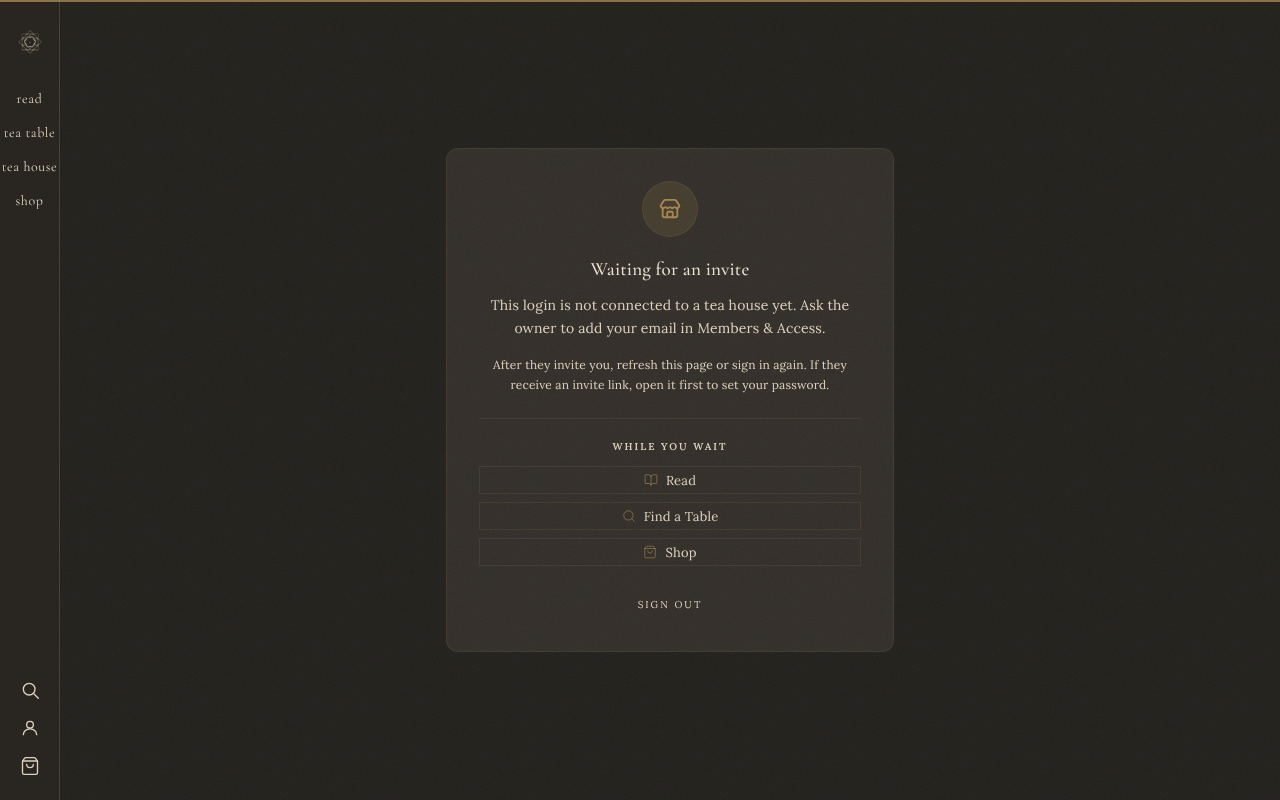 read
tea table
tea house
shop
Waiting for an invite
This login is not connected to a tea house yet. Ask the
owner to add your email in Members & Access.
After they invite you, refresh this page or sign in again. If they
receive an invite link, open it first to set your password.
WHILE YOU WAIT
Read
Find a Table
Shop
SIGN OUT